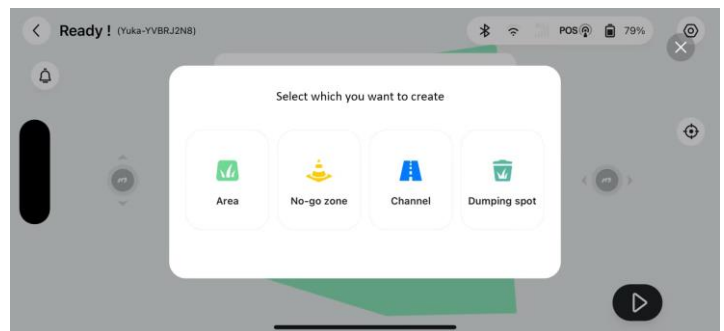 Ready ! (Yuka-YVBRJ2N8) POS 79%
Select which you want to create
Area No-go zone Channel Dumping spot